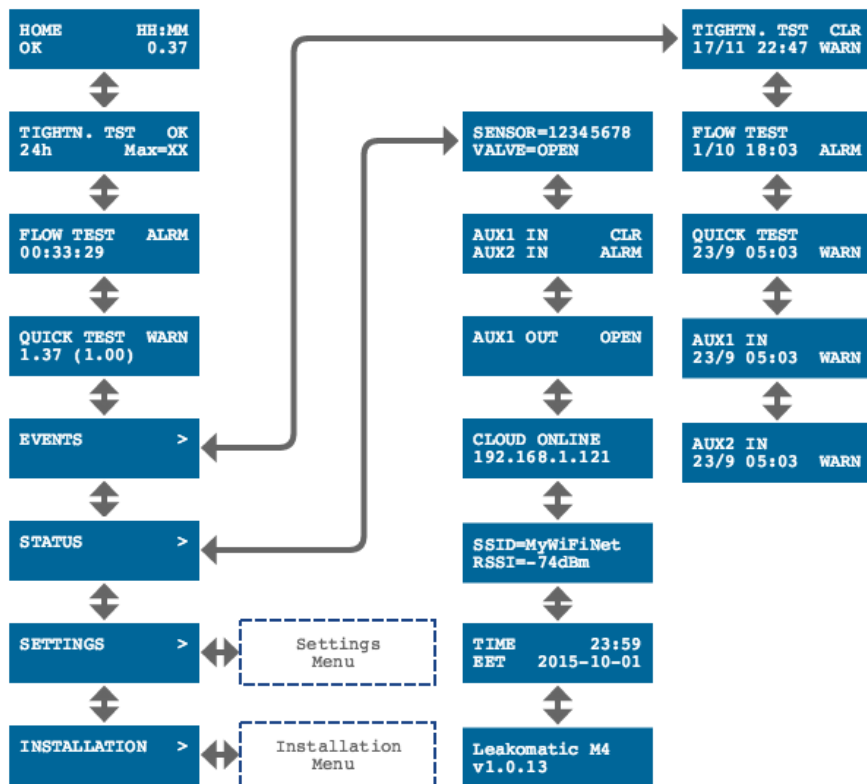 HOME HH:MM
OK 0.37
TIGHTN. TST OK
24h Max=XX
FLOW TEST ALRM
00:33:29
QUICK TEST WARN
1.37 (1.00)
EVENTS >
STATUS >
SETTINGS >
Settings
Menu
INSTALLATION >
Installation
Menu
SENSOR=12345678
VALVE=OPEN
AUX1 IN CLR
AUX2 IN ALRM
AUX1 OUT OPEN
CLOUD ONLINE
192.168.1.121
SSID=MyWiFiNet
RSSI=-74dBm
TIME 23:59
EET 2015-10-01
Leakomatic M4
v1.0.13
TIGHTN. TST CLR
17/11 22:47 WARN
FLOW TEST
1/10 18:03 ALRM
QUICK TEST
23/9 05:03 WARN
AUX1 IN
23/9 05:03 WARN
AUX2 IN
23/9 05:03 WARN